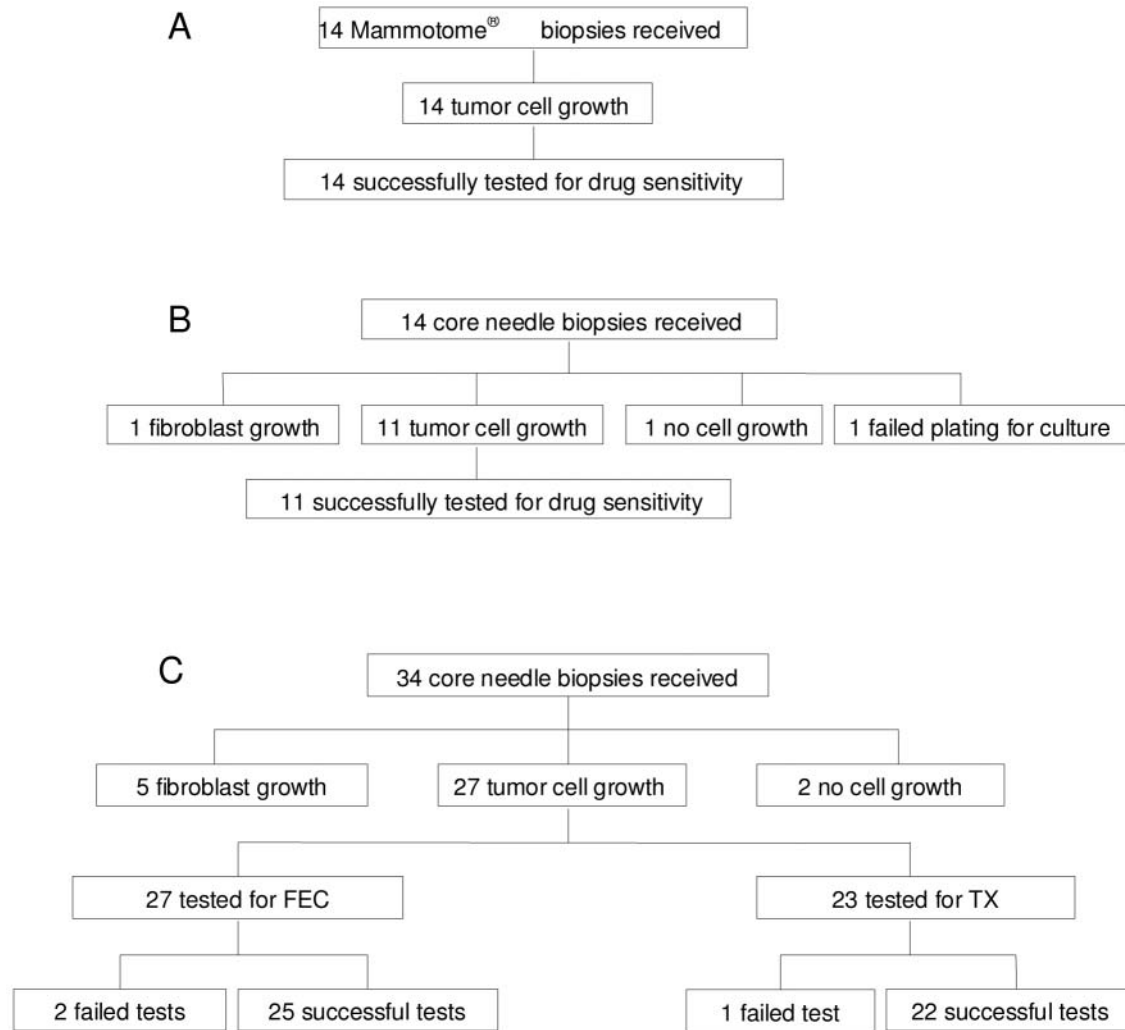 A
14 Mammotome® biopsies received
14 tumor cell growth
14 successfully tested for drug sensitivity
B
14 core needle biopsies received
1 fibroblast growth
11 tumor cell growth
1 no cell growth
1 failed plating for culture
11 successfully tested for drug sensitivity
C
34 core needle biopsies received
5 fibroblast growth
27 tumor cell growth
2 no cell growth
27 tested for FEC
23 tested for TX
2 failed tests
25 successful tests
1 failed test
22 successful tests